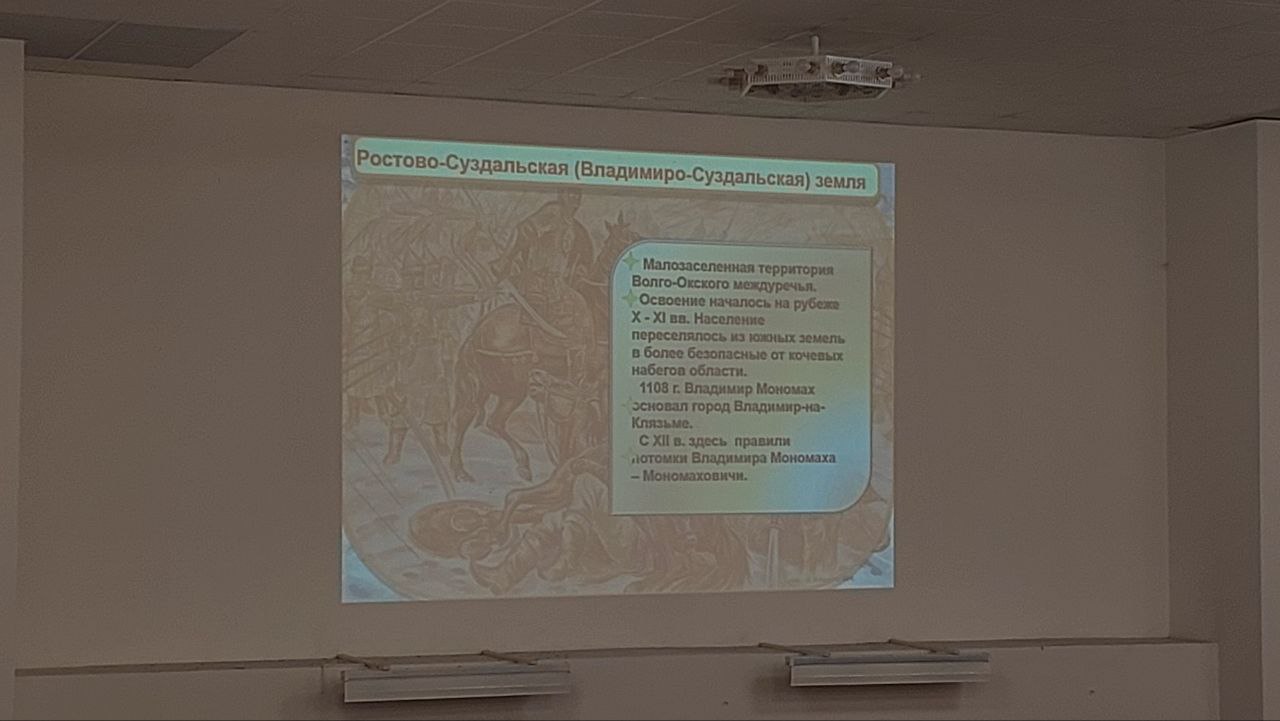 Ростово-Суздальская (Владимиро-Суздальская) земля
Малозаселенная территория
Волго-Окского междуречья.
Освоение началось на рубеже
X - XI вв. Население
переселялось из южных земель
в более безопасные от кочевых
набегов области.
1108 г. Владимир Мономах
основал город Владимир-на-
Клязьме.
С XII в. здесь правили
потомки Владимира Мономаха
– Мономаховичи.